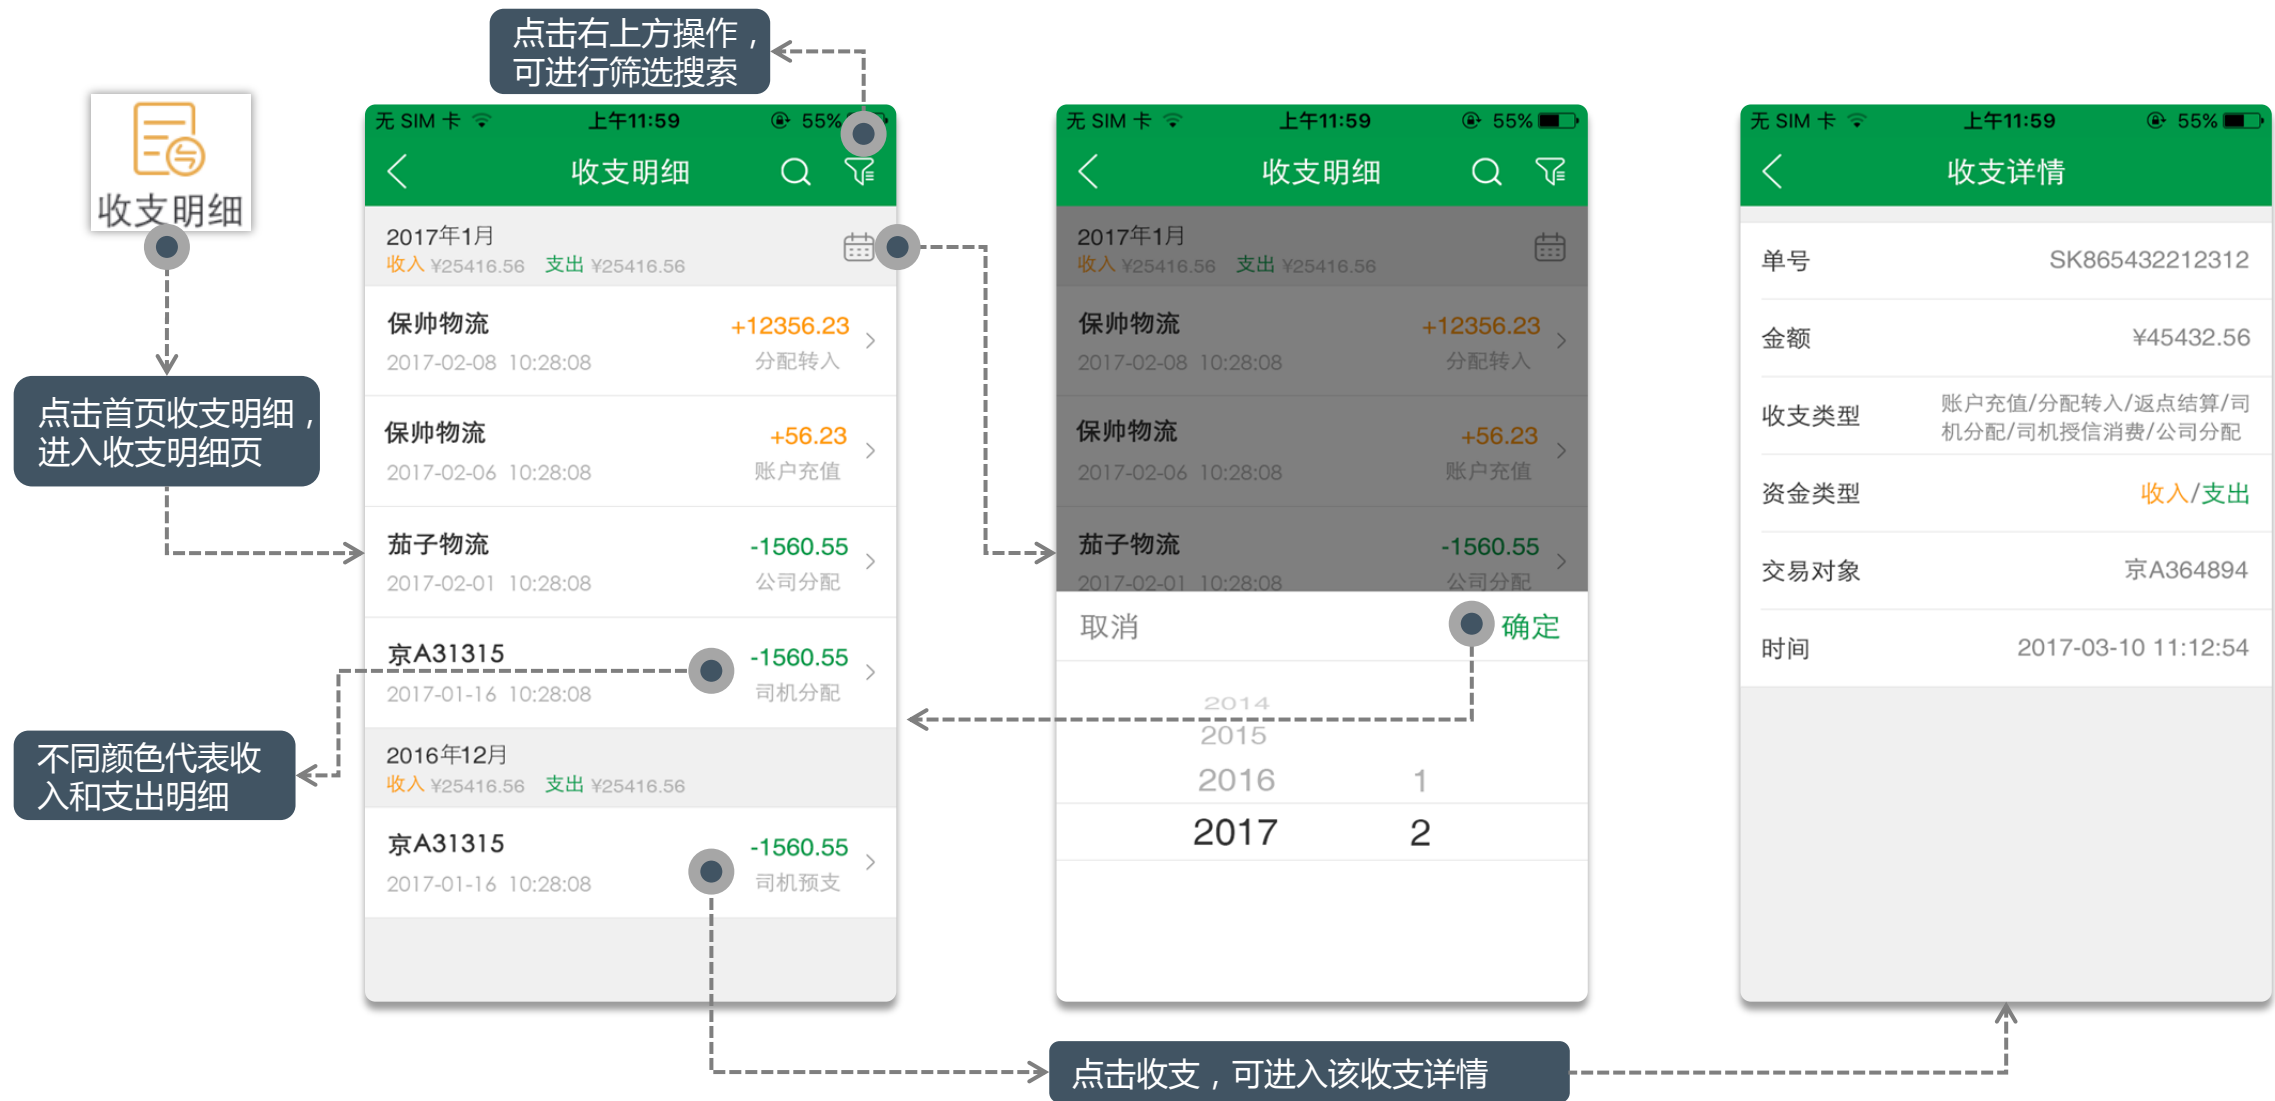 点击右上方操作，
可进行筛选搜索
收支明细
点击首页收支明细，
进入收支明细页
不同颜色代表收
入和支出明细
无 SIM 卡 上午11:59 55%
收支明细
2017年1月
收入 ¥25416.56 支出 ¥25416.56
保帅物流 +12356.23
2017-02-08 10:28:08 分配转入
保帅物流 +56.23
2017-02-06 10:28:08 账户充值
茄子物流 -1560.55
2017-02-01 10:28:08 公司分配
京A31315 -1560.55
2017-01-16 10:28:08 司机分配
2016年12月
收入 ¥25416.56 支出 ¥25416.56
京A31315 -1560.55
2017-01-16 10:28:08 司机预支
无 SIM 卡 上午11:59 55%
收支明细
2017年1月
收入 ¥25416.56 支出 ¥25416.56
保帅物流 +12356.23
2017-02-08 10:28:08 分配转入
保帅物流 +56.23
2017-02-06 10:28:08 账户充值
茄子物流 -1560.55
2017-02-01 10:28:08 公司分配
取消 确定
2014
2015
2016 1
2017 2
无 SIM 卡 上午11:59 55%
收支详情
单号 SK865432212312
金额 ¥45432.56
收支类型 账户充值/分配转入/返点结算/司
机分配/司机授信消费/公司分配
资金类型 收入/支出
交易对象 京A364894
时间 2017-03-10 11:12:54
点击收支，可进入该收支详情